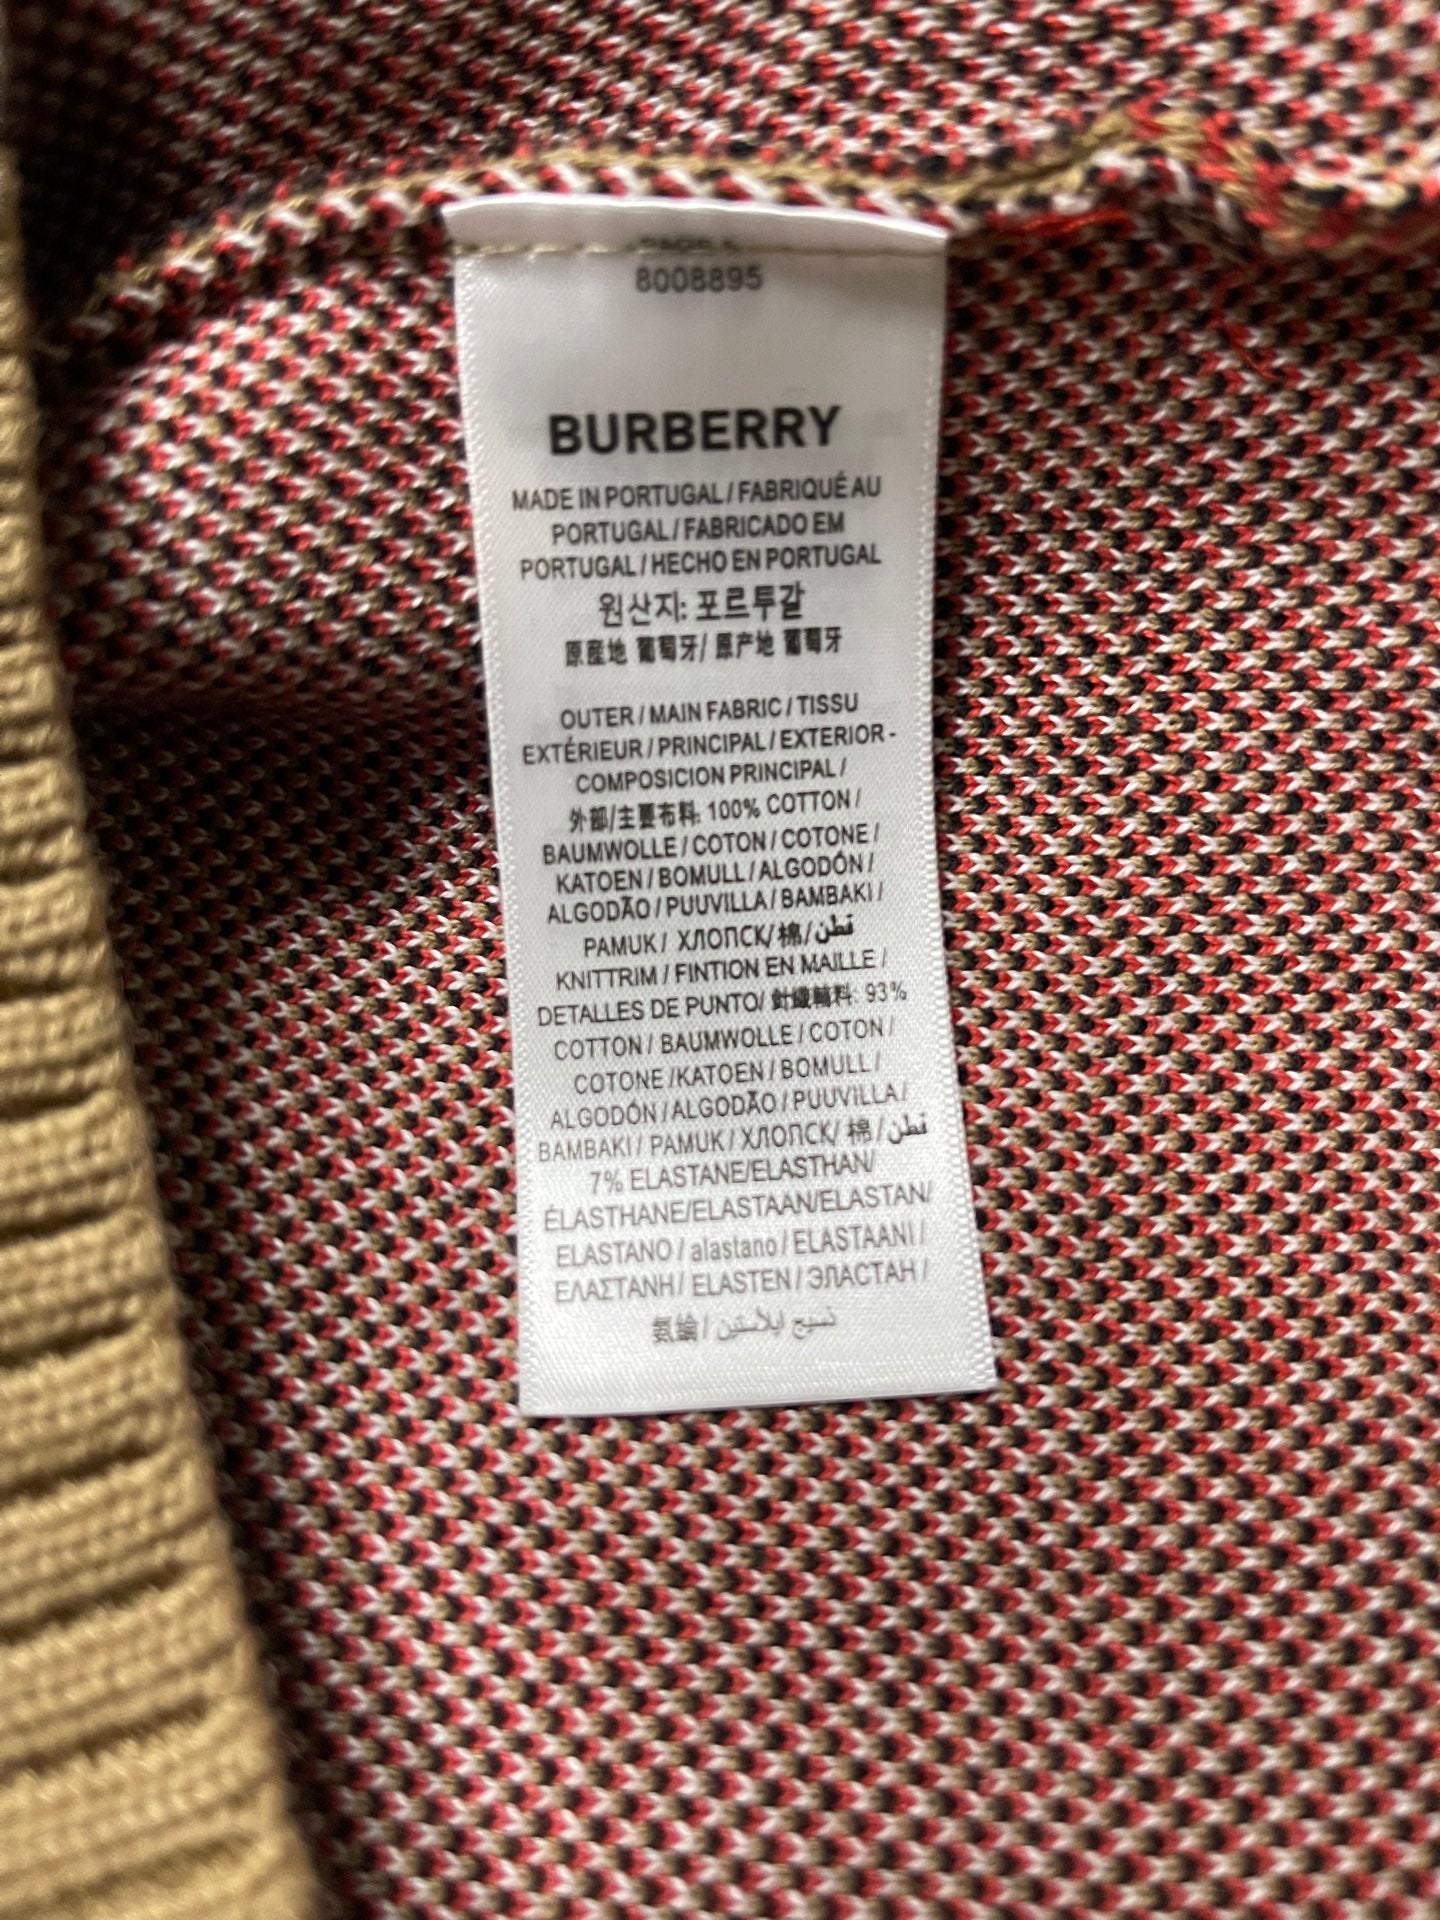 8008895
BURBERRY
MADE IN PORTUGAL / FABRIQUÉ AU
PORTUGAL / FABRICADO EM
PORTUGAL / HECHO EN PORTUGAL
원산지: 포르투갈
原産地 葡萄牙/ 原产地 葡萄牙
OUTER / MAIN FABRIC / TISSU
EXTÉRIEUR / PRINCIPAL / EXTERIOR -
COMPOSICION PRINCIPAL /
外部/主要布料: 100% COTTON /
BAUMWOLLE / COTON / COTONE /
KATOEN / BOMULL / ALGODÓN /
ALGODÃO / PUUVILLA / BAMBAKI /
PAMUK / ХЛОПСК/ 棉/ قطن
KNITTRIM / FINTION EN MAILLE /
DETALLES DE PUNTO/ 針織輔料: 93%
COTTON / BAUMWOLLE / COTON /
COTONE /KATOEN / BOMULL /
ALGODÓN / ALGODÃO / PUUVILLA /
BAMBAKI / PAMUK / ХЛОПСК/ 棉 / قطن
7% ELASTANE/ELASTHAN/
ÉLASTHANE/ELASTAAN/ELASTAN/
ELASTANO / alastano / ELASTAANI /
ΕΛΑΣΤΑΝΗ / ELASTEN / ЭЛАСТАН /
氨綸 / نسيج ايلاستين